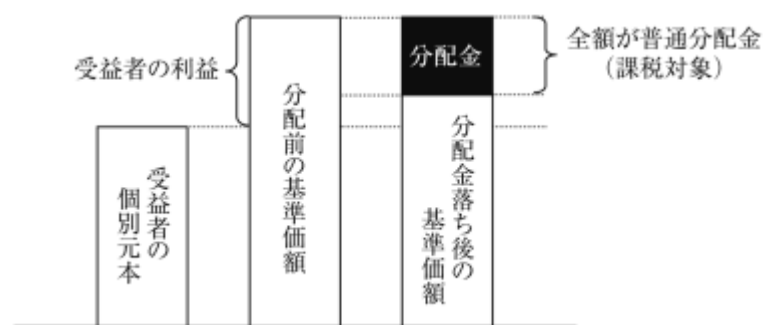 受益者の利益
受益者の
個別元本
分配前の基準価額
分配金
分配金落ち後の
基準価額
全額が普通分配金
（課税対象）